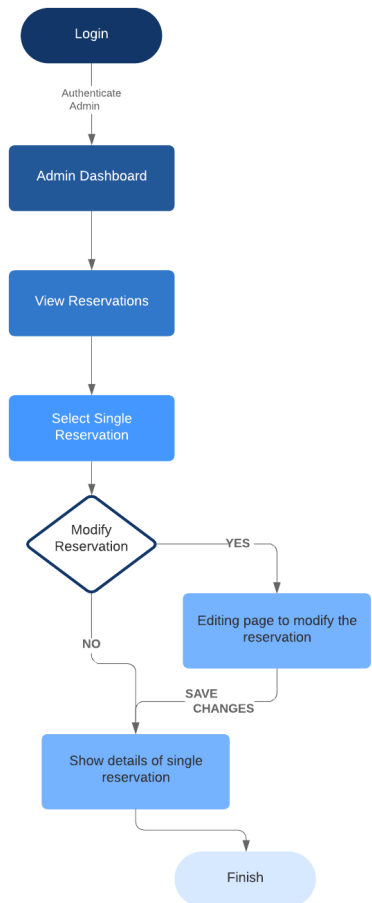 Login
Authenticate
Admin
Admin Dashboard
View Reservations
Select Single
Reservation
Modify
Reservation
YES
Editing page to modify the
reservation
NO
SAVE
CHANGES
Show details of single
reservation
Finish